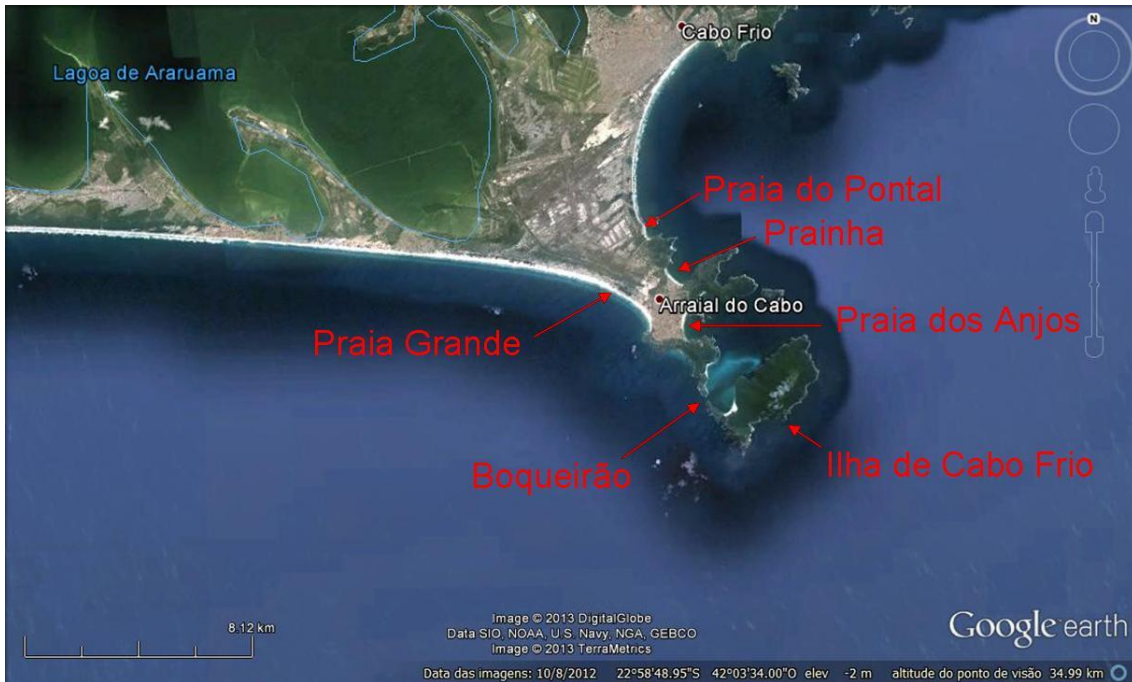 N
Cabo Frio
Lagoa de Araruama
Praia do Pontal
Prainha
Arraial do Cabo
Praia dos Anjos
Praia Grande
Boqueirão
Ilha de Cabo Frio
8.12 km
Image © 2013 DigitalGlobe
Data SIO, NOAA, U.S. Navy, NGA, GEBCO
Image © 2013 TerraMetrics
Google earth
Data das imagens: 10/8/2012 22°58'48.95"S 42°03'34.00"O elev -2 m altitude do ponto de visão 34.99 km